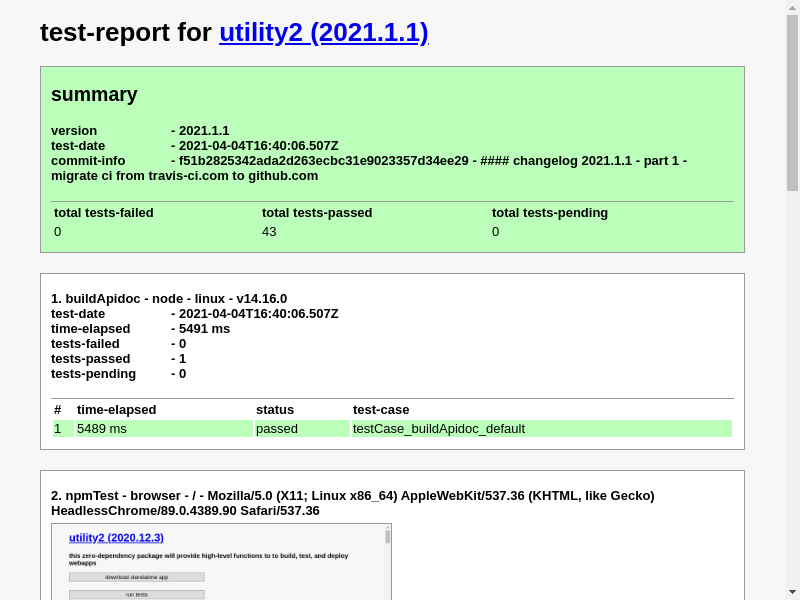 test-report for utility2 (2021.1.1)
summary
version - 2021.1.1
test-date - 2021-04-04T16:40:06.507Z
commit-info - f51b2825342ada2d263ecbc31e9023357d34ee29 - #### changelog 2021.1.1 - part 1 -
migrate ci from travis-ci.com to github.com
total tests-failed total tests-passed total tests-pending
0 43 0
1. buildApidoc - node - linux - v14.16.0
test-date - 2021-04-04T16:40:06.507Z
time-elapsed - 5491 ms
tests-failed - 0
tests-passed - 1
tests-pending - 0
# time-elapsed status test-case
1 5489 ms passed testCase_buildApidoc_default
2. npmTest - browser - / - Mozilla/5.0 (X11; Linux x86_64) AppleWebKit/537.36 (KHTML, like Gecko)
HeadlessChrome/89.0.4389.90 Safari/537.36
utility2 (2020.12.3)
this zero-dependency package will provide high-level functions to to build, test, and deploy
webapps
download standalone app
run tests